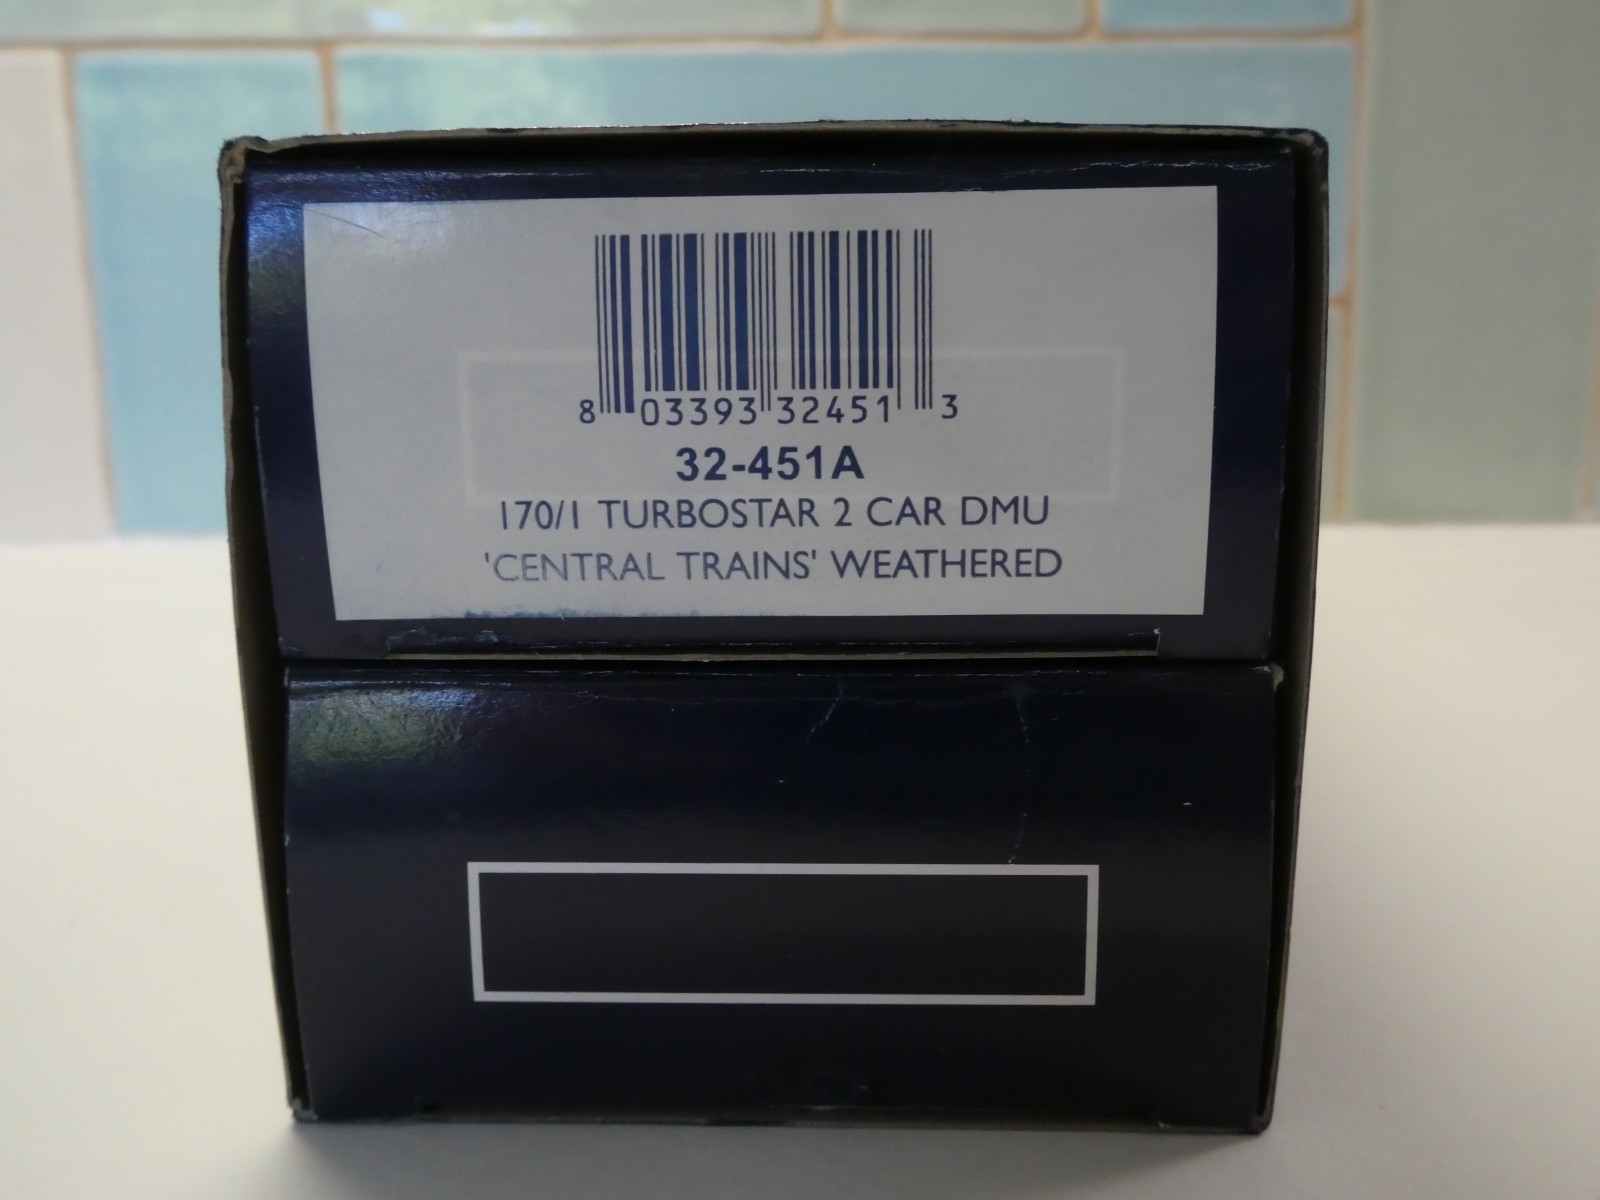 8 03393 32451 3
32-451A
170/1 TURBOSTAR 2 CAR DMU
'CENTRAL TRAINS' WEATHERED